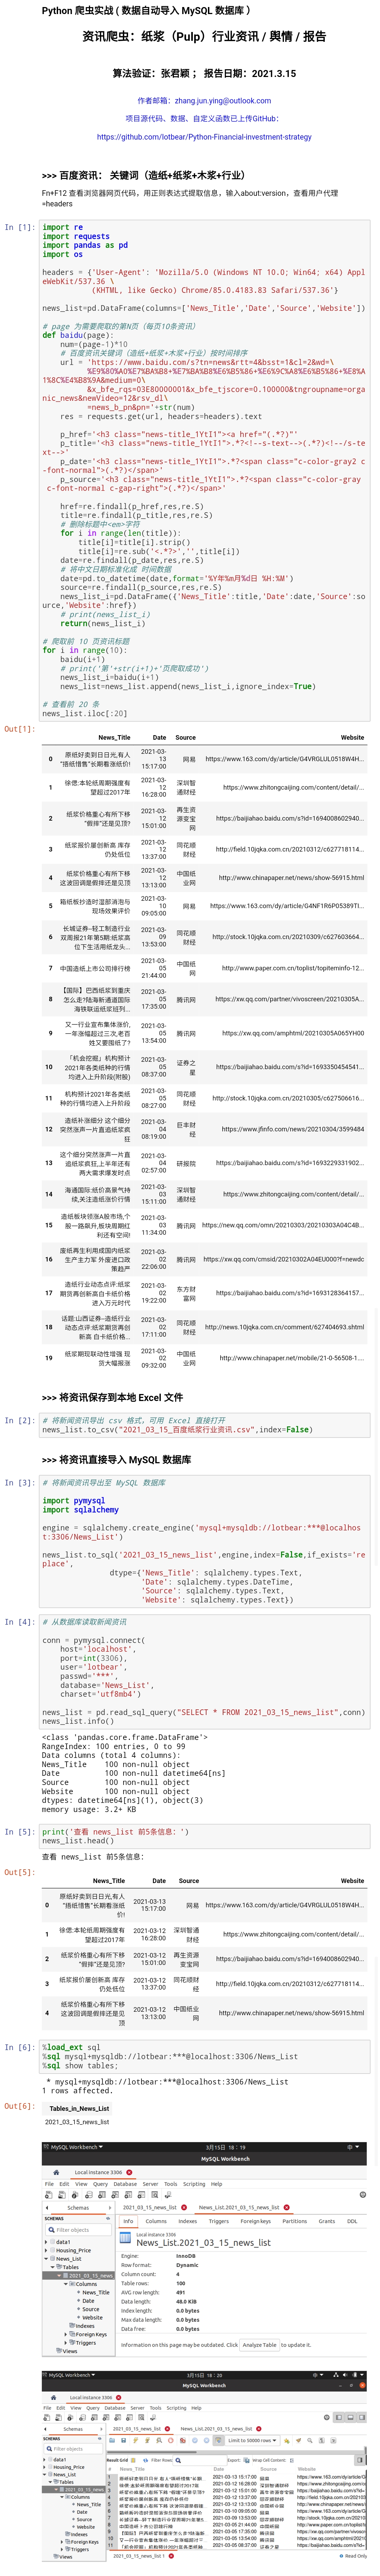 Python 爬虫实战 ( 数据自动导入 MySQL 数据库 )
资讯爬虫：纸浆（Pulp）行业资讯 / 舆情 / 报告
算法验证：张君颖 ； 报告日期：2021.3.15
作者邮箱：zhang.jun.ying@outlook.com
项目源代码、数据、自定义函数已上传GitHub：
https://github.com/lotbear/Python-Financial-investment-strategy
>>> 百度资讯： 关键词（造纸+纸浆+木浆+行业）
Fn+F12 查看浏览器网页代码，用正则表达式提取信息，输入about:version，查看用户代理
=headers
In [1]:
import re
import requests
import pandas as pd
import os
headers = {'User-Agent': 'Mozilla/5.0 (Windows NT 10.0; Win64; x64) Appl
eWebKit/537.36 \
(KHTML, like Gecko) Chrome/85.0.4183.83 Safari/537.36'}
news_list=pd.DataFrame(columns=['News_Title','Date','Source','Website'])
# page 为需要爬取的第N页（每页10条资讯）
def baidu(page):
num=(page-1)*10
# 百度资讯关键词（造纸+纸浆+木浆+行业）按时间排序
url = 'https://www.baidu.com/s?tn=news&rtt=4&bsst=1&cl=2&wd=\
%E9%80%A0%E7%BA%B8+%E7%BA%B8%E6%B5%86+%E6%9C%A8%E6%B5%86+%E8%A
1%8C%E4%B8%9A&medium=0\
&x_bfe_rqs=03E80000001&x_bfe_tjscore=0.100000&tngroupname=organ
ic_news&newVideo=12&rsv_dl\
=news_b_pn&pn='+str(num)
res = requests.get(url, headers=headers).text
p_href='<h3 class="news-title_1YtI1"><a href="(.*?)"'
p_title='<h3 class="news-title_1YtI1">.*?<!--s-text-->(.*?)<!--/s-te
xt-->'
p_date='<h3 class="news-title_1YtI1">.*?<span class="c-color-gray2 c
-font-normal">(.*?)</span>'
p_source='<h3 class="news-title_1YtI1">.*?<span class="c-color-gray
c-font-normal c-gap-right">(.*?)</span>'
href=re.findall(p_href,res,re.S)
title=re.findall(p_title,res,re.S)
# 删除标题中<em>字符
for i in range(len(title)):
title[i]=title[i].strip()
title[i]=re.sub('<.*?>','',title[i])
date=re.findall(p_date,res,re.S)
# 将中文日期标准化成 时间数据
date=pd.to_datetime(date,format='%Y年%m月%d日 %H:%M')
source=re.findall(p_source,res,re.S)
news_list_i=pd.DataFrame({'News_Title':title,'Date':date,'Source':so
urce,'Website':href})
# print(news_list_i)
return(news_list_i)
# 爬取前 10 页资讯标题
for i in range(10):
baidu(i+1)
# print('第'+str(i+1)+'页爬取成功')
news_list_i=baidu(i+1)
news_list=news_list.append(news_list_i,ignore_index=True)
# 查看前 20 条
news_list.iloc[:20]
Out[1]:
News_Title Date Source Website
0 原纸好卖到日日光,有人“捂纸惜售”长期看涨纸价! 2021-03-13 15:17:00 网易 https://www.163.com/dy/article/G4VRGLUL0518W4H...
1 徐偲:本轮纸周期强度有望超过2017年 2021-03-12 16:28:00 深圳智通财经 https://www.zhitongcaijing.com/content/detail/...
2 纸浆价格重心有所下移 “假摔”还是见顶? 2021-03-12 15:01:00 再生资源变宝网 https://baijiahao.baidu.com/s?id=1694008602940...
3 纸浆报价屡创新高 库存仍处低位 2021-03-12 13:37:00 同花顺财经 http://field.10jqka.com.cn/20210312/c627718114...
4 纸浆价格重心有所下移 这波回调是假摔还是见顶 2021-03-12 13:13:00 中国纸业网 http://www.chinapaper.net/news/show-56915.html
5 箱纸板抄造时湿部消泡与现场效果评价 2021-03-10 09:05:00 网易 https://www.163.com/dy/article/G4NF1R6P05389TI...
6 长城证券--轻工制造行业双周报21年第5期:纸浆高位下生活用纸龙头... 2021-03-09 13:53:00 同花顺财经 http://stock.10jqka.com.cn/20210309/c627603664...
7 中国造纸上市公司排行榜 2021-03-05 21:44:00 中国纸网 http://www.paper.com.cn/toplist/topiteminfo-12...
8 【国际】巴西纸浆到重庆怎么走?陆海新通道国际海铁联运纸浆班列... 2021-03-05 17:35:00 腾讯网 https://xw.qq.com/partner/vivoscreen/20210305A...
9 又一行业宣布集体涨价,一年涨幅超过三次,老百姓又要囤纸了? 2021-03-05 13:54:00 腾讯网 https://xw.qq.com/amphtml/20210305A065YH00
10 「机会挖掘」机构预计2021年各类纸种的行情均进入上升阶段(附股) 2021-03-05 08:37:00 证券之星 https://baijiahao.baidu.com/s?id=1693350454541...
11 机构预计2021年各类纸种的行情均进入上升阶段 2021-03-05 08:27:00 同花顺财经 http://stock.10jqka.com.cn/20210305/c627506616...
12 造纸补涨细分 这个细分突然涨声一片直追纸浆疯狂 2021-03-04 08:19:00 巨丰财经 https://www.jfinfo.com/news/20210304/3599484
13 这个细分突然涨声一片直追纸浆疯狂,上半年还有两大需求爆发时点 2021-03-04 02:57:00 研报院 https://baijiahao.baidu.com/s?id=1693229331902...
14 海通国际:纸价高景气持续,关注造纸涨价行情 2021-03-03 15:11:00 深圳智通财经 https://www.zhitongcaijing.com/content/detail/...
15 造纸板块领涨A股市场,个股一路飙升,板块周期红利还有空间! 2021-03-03 11:34:00 腾讯网 https://new.qq.com/omn/20210303/20210303A04C4B...
16 废纸再生利用成国内纸浆生产主力军 外废进口政策趋严 2021-03-02 22:06:00 腾讯网 https://xw.qq.com/cmsid/20210302A04EU000?f=newdc
17 造纸行业动态点评:纸浆期货再创新高白卡纸价格进入万元时代 2021-03-02 19:22:00 东方财富网 https://baijiahao.baidu.com/s?id=1693128364157...
18 话题:山西证券--造纸行业动态点评:纸浆期货再创新高 白卡纸价格... 2021-03-02 17:11:00 同花顺财经 http://news.10jqka.com.cn/comment/627404693.shtml
19 纸浆期现联动性增强 现货大幅报涨 2021-03-02 09:32:00 中国纸业网 http://www.chinapaper.net/mobile/21-0-56508-1....
>>> 将资讯保存到本地 Excel 文件
In [2]:
# 将新闻资讯导出 csv 格式，可用 Excel 直接打开
news_list.to_csv("2021_03_15_百度纸浆行业资讯.csv",index=False)
>>> 将资讯直接导入 MySQL 数据库
In [3]:
# 将新闻资讯导出至 MySQL 数据库
import pymysql
import sqlalchemy
engine = sqlalchemy.create_engine('mysql+mysqldb://lotbear:***@localhos
t:3306/News_List')
news_list.to_sql('2021_03_15_news_list',engine,index=False,if_exists='re
place',
dtype={'News_Title': sqlalchemy.types.Text,
'Date': sqlalchemy.types.DateTime,
'Source': sqlalchemy.types.Text,
'Website': sqlalchemy.types.Text})
In [4]:
# 从数据库读取新闻资讯
conn = pymysql.connect(
host='localhost',
port=int(3306),
user='lotbear',
passwd='***',
database='News_List',
charset='utf8mb4')
news_list = pd.read_sql_query("SELECT * FROM 2021_03_15_news_list",conn)
news_list.info()
<class 'pandas.core.frame.DataFrame'>
RangeIndex: 100 entries, 0 to 99
Data columns (total 4 columns):
News_Title 100 non-null object
Date 100 non-null datetime64[ns]
Source 100 non-null object
Website 100 non-null object
dtypes: datetime64[ns](1), object(3)
memory usage: 3.2+ KB
In [5]:
print('查看 news_list 前5条信息：')
news_list.head()
查看 news_list 前5条信息：
Out[5]:
News_Title Date Source Website
0 原纸好卖到日日光,有人“捂纸惜售”长期看涨纸价! 2021-03-13 15:17:00 网易 https://www.163.com/dy/article/G4VRGLUL0518W4H...
1 徐偲:本轮纸周期强度有望超过2017年 2021-03-12 16:28:00 深圳智通财经 https://www.zhitongcaijing.com/content/detail/...
2 纸浆价格重心有所下移 “假摔”还是见顶? 2021-03-12 15:01:00 再生资源变宝网 https://baijiahao.baidu.com/s?id=1694008602940...
3 纸浆报价屡创新高 库存仍处低位 2021-03-12 13:37:00 同花顺财经 http://field.10jqka.com.cn/20210312/c627718114...
4 纸浆价格重心有所下移 这波回调是假摔还是见顶 2021-03-12 13:13:00 中国纸业网 http://www.chinapaper.net/news/show-56915.html
In [6]:
%load_ext sql
%sql mysql+mysqldb://lotbear:***@localhost:3306/News_List
%sql show tables;
* mysql+mysqldb://lotbear:***@localhost:3306/News_List
1 rows affected.
Out[6]:
Tables_in_News_List
2021_03_15_news_list
MySQL Workbench 3月15日 18：19
MySQL Workbench
Local instance 3306
File Edit View Query Database Server Tools Scripting Help
Schemas 2021_03_15_news_list News_List.2021_03_15_news_list
SCHEMAS Info Columns Indexes Triggers Foreign keys Partitions Grants DDL
Filter objects
Local instance 3306
News_List.2021_03_15_news_list
data1
Housing_Price
News_List
Tables
2021_03_15_news
Columns
News_Title
Date
Source
Website
Indexes
Foreign Keys
Triggers
Views
Engine: InnoDB
Row format: Dynamic
Column count: 4
Table rows: 100
AVG row length: 491
Data length: 48.0 KiB
Index length: 0.0 bytes
Max data length: 0.0 bytes
Data free: 0.0 bytes
Information on this page may be outdated. Click Analyze Table to update it.
MySQL Workbench 3月15日 18：20
MySQL Workbench
Local instance 3306
File Edit View Query Database Server Tools Scripting Help
Schemas 2021_03_15_news_list News_List.2021_03_15_news_list
SCHEMAS Limit to 50000 rows
Filter objects
data1
Housing_Price
News_List
Tables
2021_03_15_news
Columns
News_Title
Date
Source
Website
Indexes
Foreign Keys
Triggers
Views
Result Grid Filter Rows: Export: Wrap Cell Content:
# News_Title Date Source Website
2021_03_15_news_list 1
Read Only